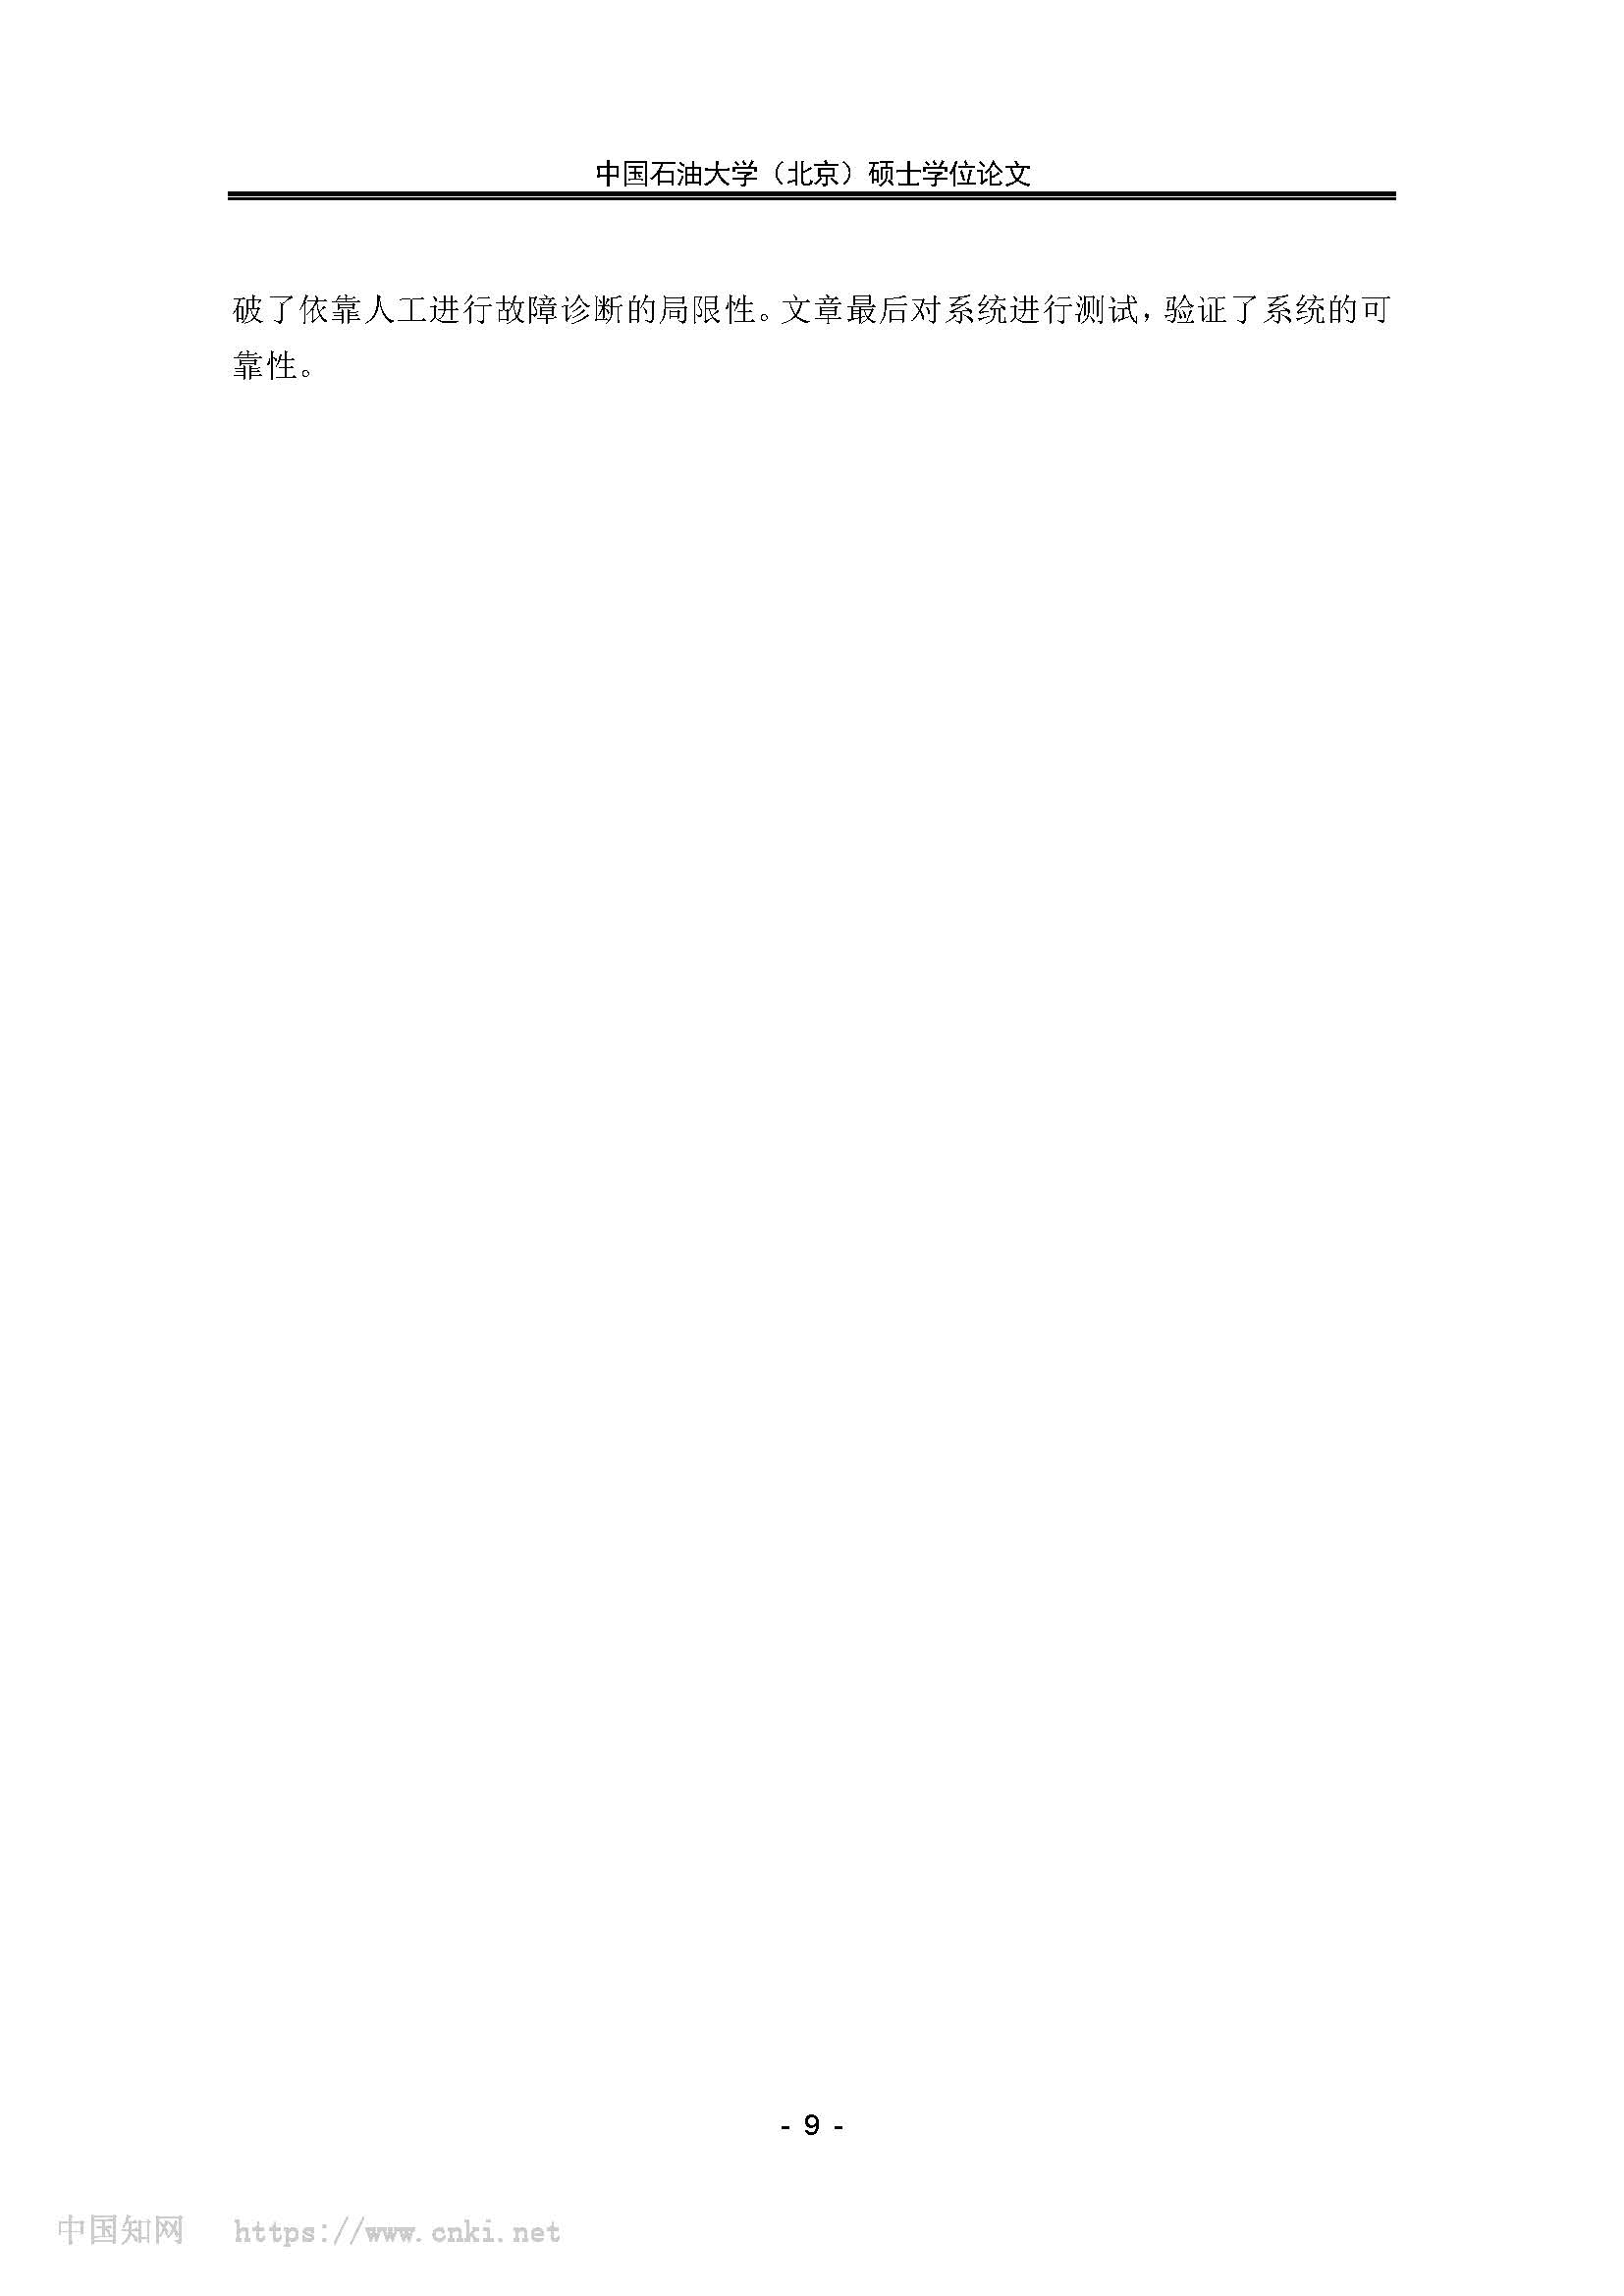 中国石油大学（北京）硕士学位论文
破了依靠人工进行故障诊断的局限性。文章最后对系统进行测试，验证了系统的可
靠性。
- 9 -
中国知网 https://www.cnki.net